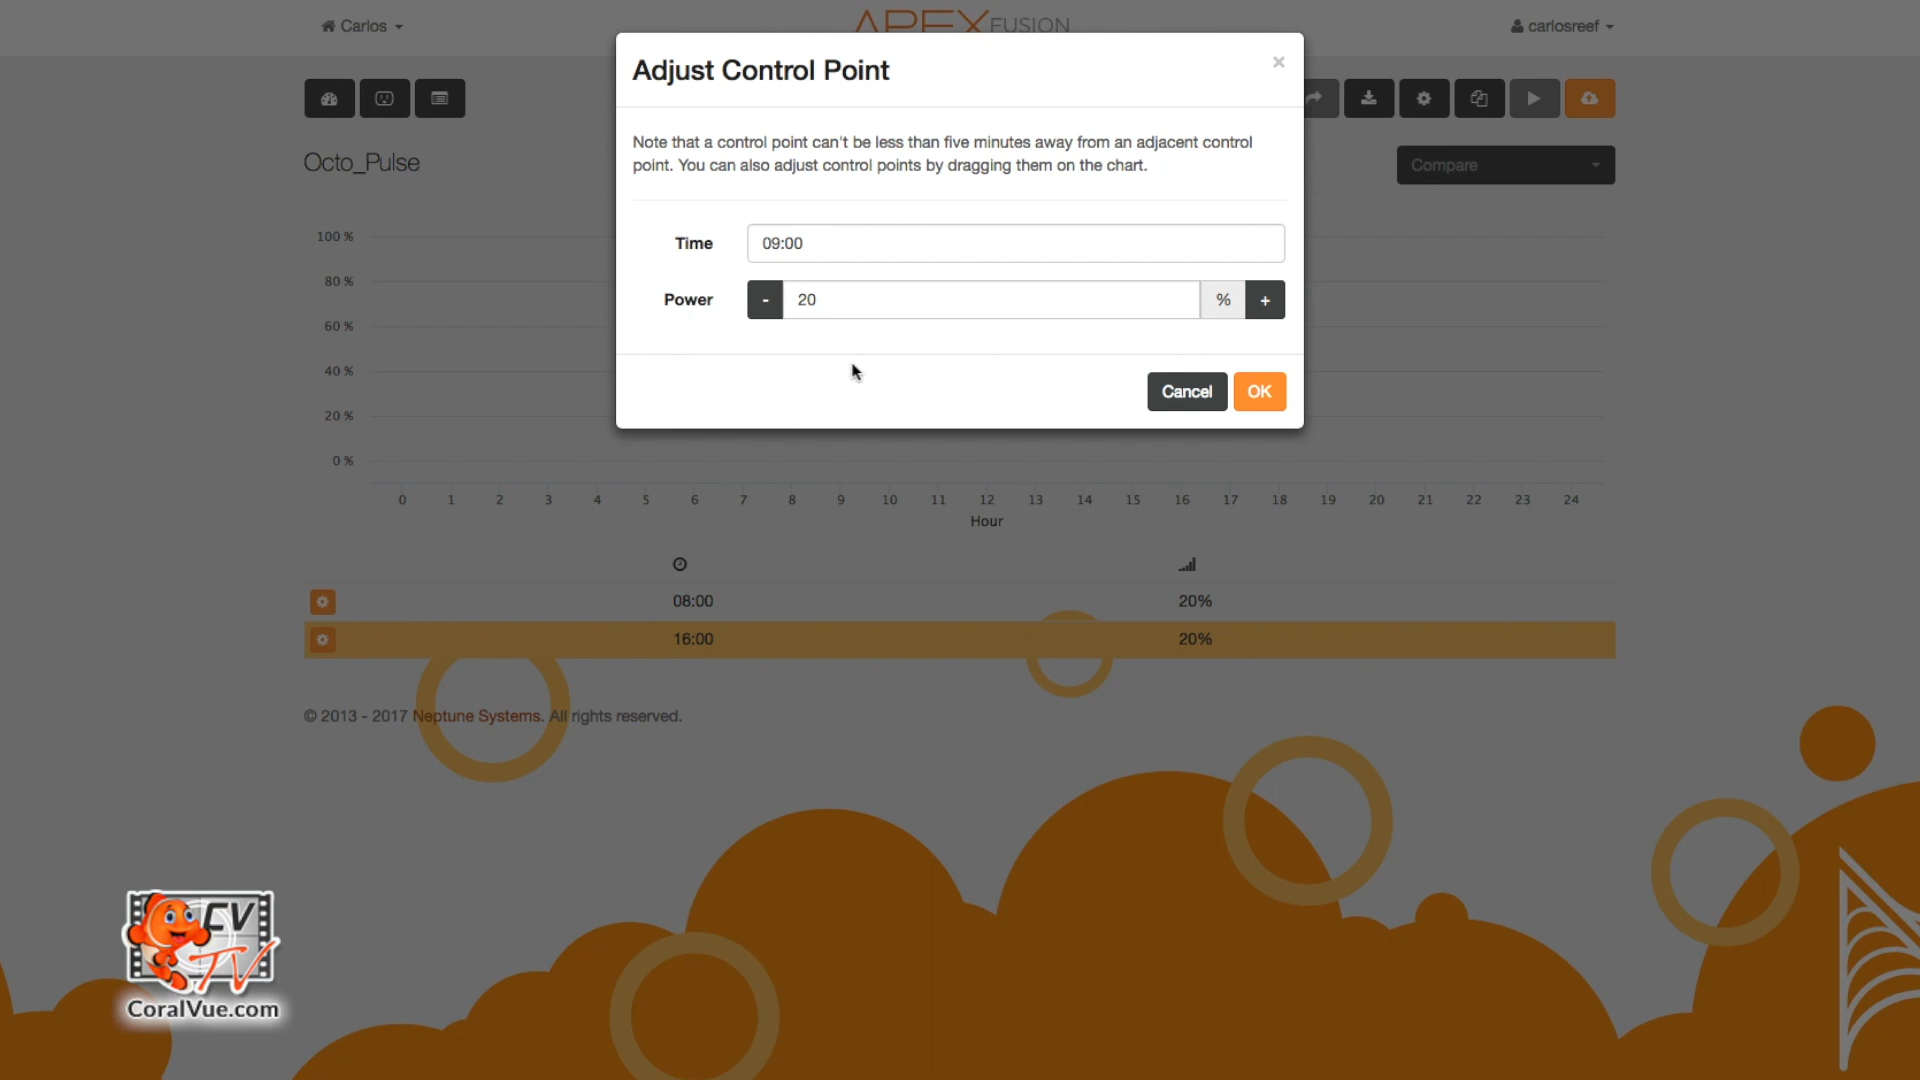 Carlos
APEX FUSION
carlosreef
Adjust Control Point
×
Note that a control point can't be less than five minutes away from an adjacent control
point. You can also adjust control points by dragging them on the chart.
Octo_Pulse
Compare
Time
09:00
Power
-
20
%
+
Cancel
OK
100 %
80 %
60 %
40 %
20 %
0 %
0 1 2 3 4 5 6 7 8 9 10 11 12 13 14 15 16 17 18 19 20 21 22 23 24
Hour
08:00 20%
16:00 20%
© 2013 - 2017 Neptune Systems. All rights reserved.
CV
TV
CoralVue.com